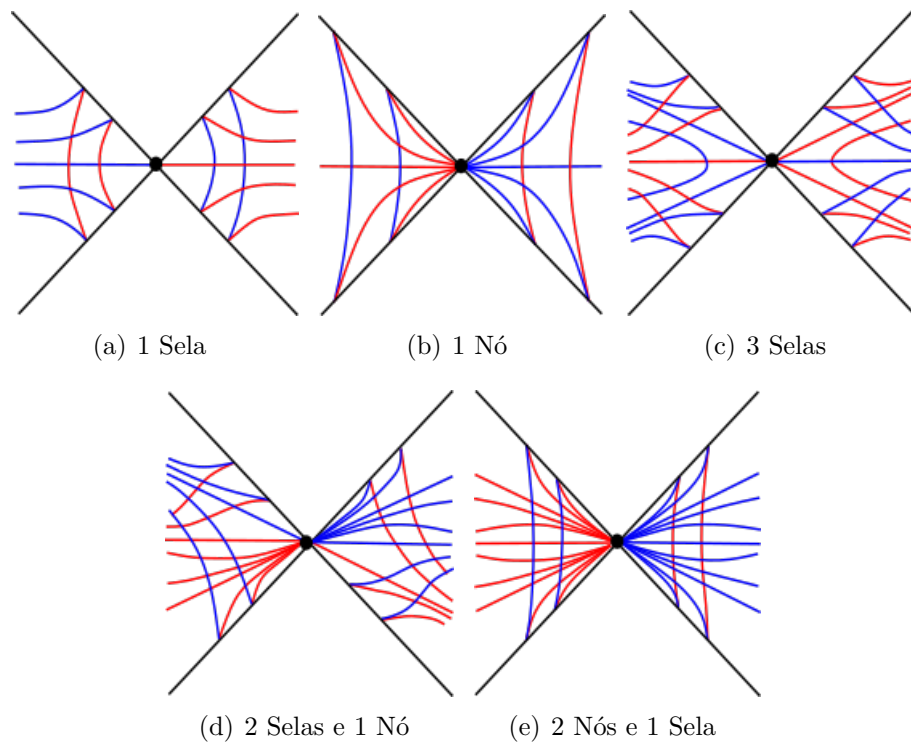 (a) 1 Sela
(b) 1 Nó
(c) 3 Selas
(d) 2 Selas e 1 Nó
(e) 2 Nós e 1 Sela